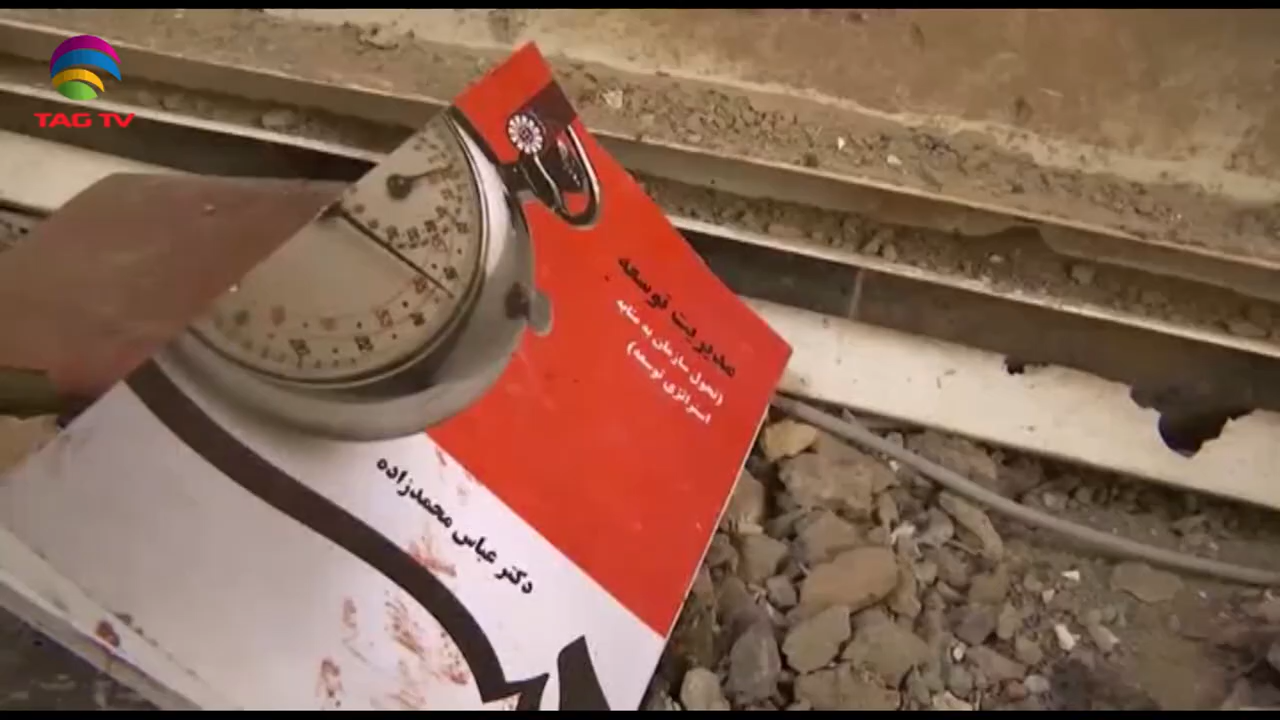 TAG TV
مدیریت توسعه
(تحول سازمان به مثابه
استراتژی توسعه)
دکتر عباس محمدزاده